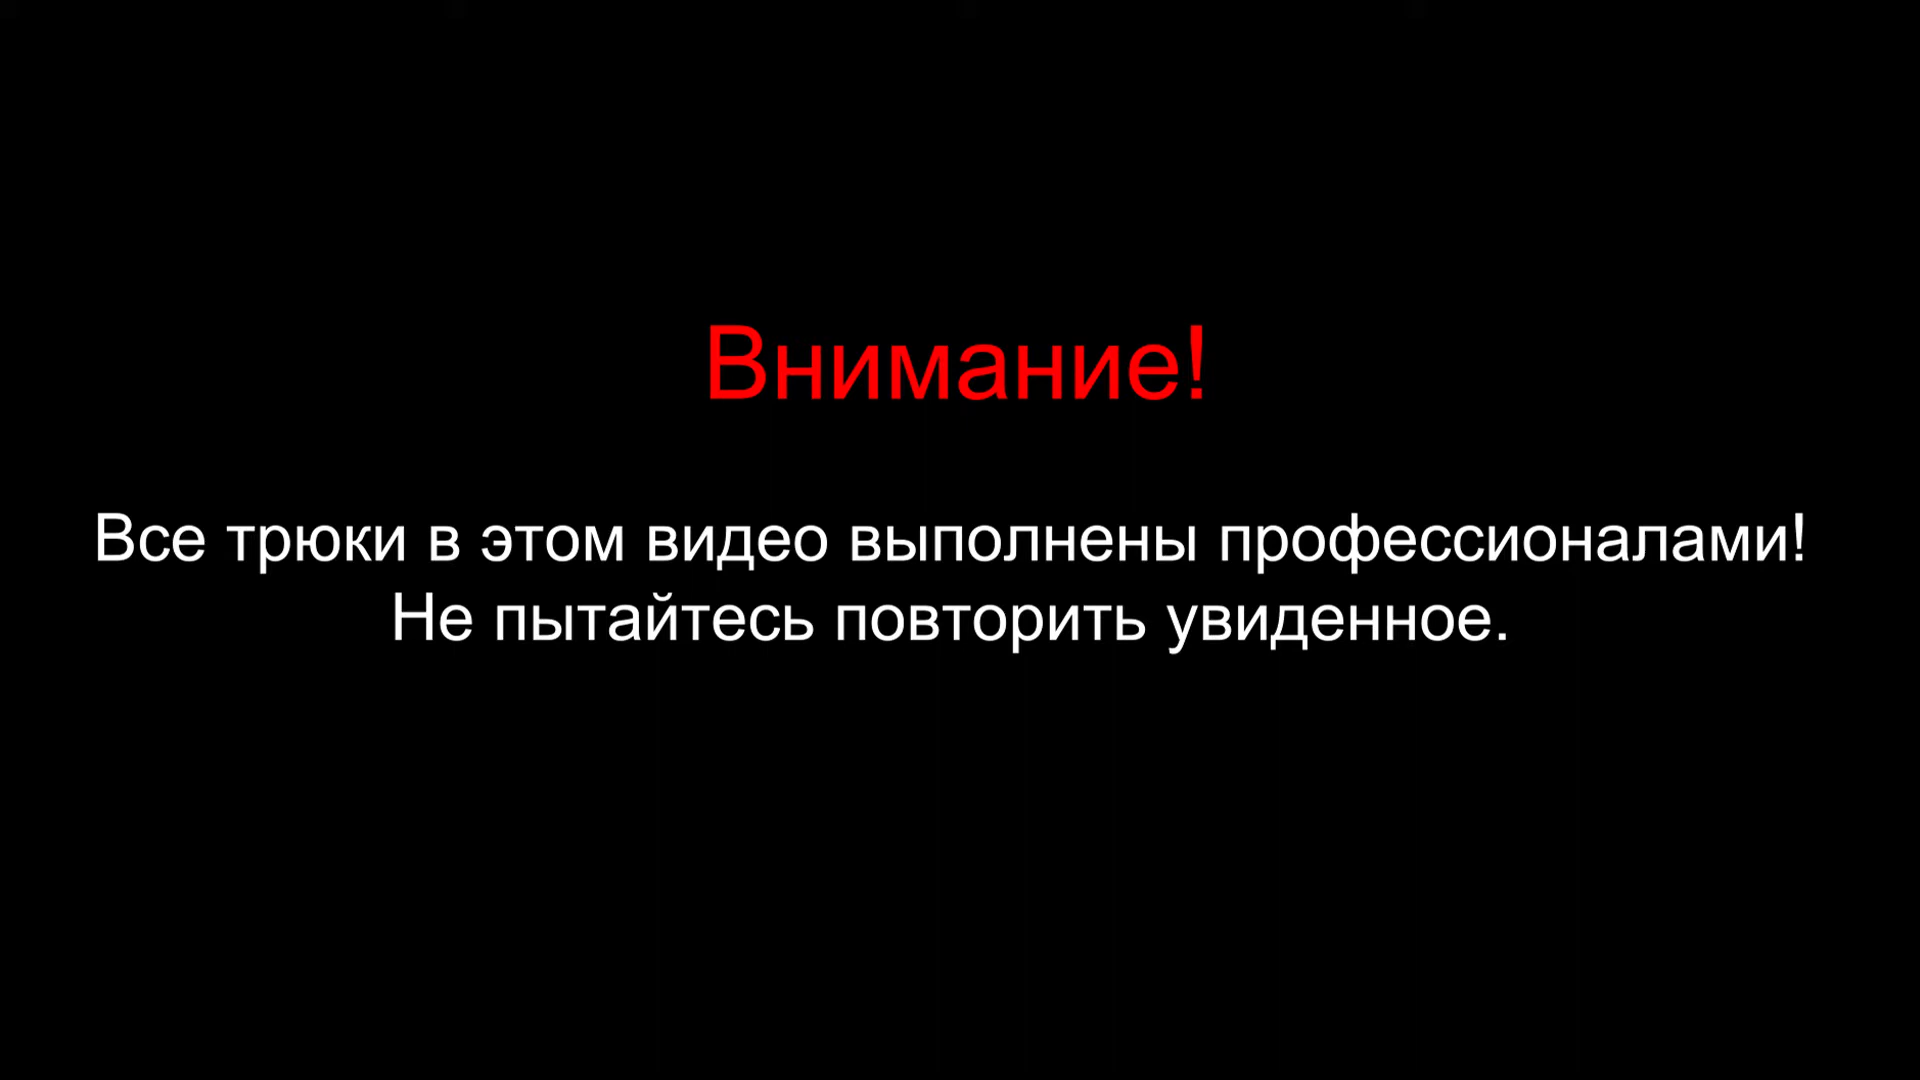 Внимание!
Все трюки в этом видео выполнены профессионалами!
Не пытайтесь повторить увиденное.